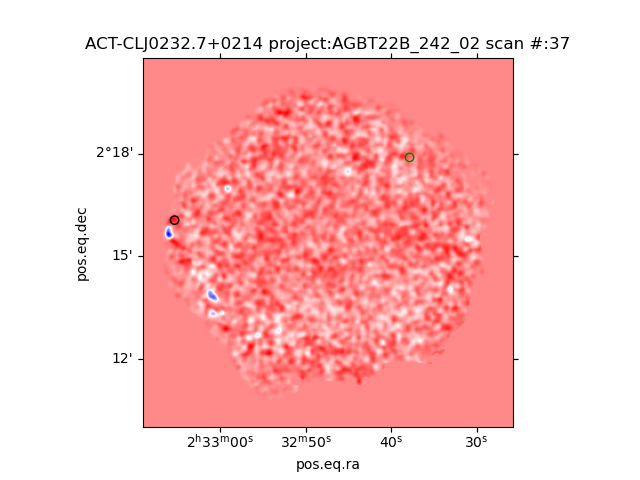 ACT-CLJ0232.7+0214 project:AGBT22B_242_02 scan #:37
2°18'
15'
12'
pos.eq.dec
2ʰ33ᵐ00ˢ 32ᵐ50ˢ 40ˢ 30ˢ
pos.eq.ra